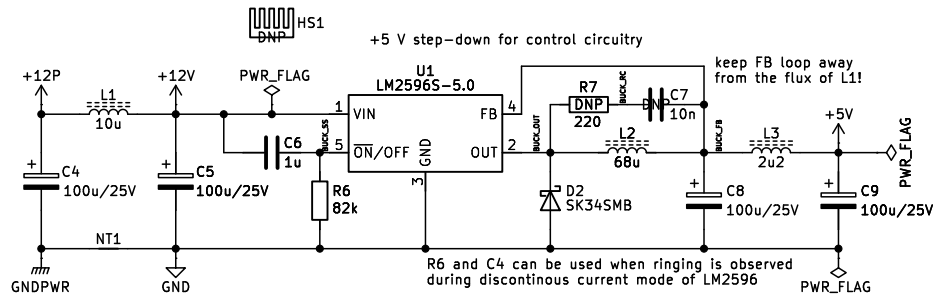 HS1
DNP
+5 V step-down for control circuitry
+12P
+12V
PWR_FLAG
U1
LM2596S-5.0
keep FB loop away
from the flux of L1!
L1
10u
1
VIN
FB
4
R7
DNP
220
BUCK_RC
DNP
C7
10n
C6
1u
BUCK_SS
5
ON/OFF
GND
OUT
2
BUCK_OUT
L2
68u
BUCK_FB
L3
2u2
+5V
PWR_FLAG
C4
100u/25V
C5
100u/25V
R6
82k
3
D2
SK34SMB
C8
100u/25V
C9
100u/25V
NT1
GNDPWR
GND
R6 and C4 can be used when ringing is observed
during discontinous current mode of LM2596
PWR_FLAG